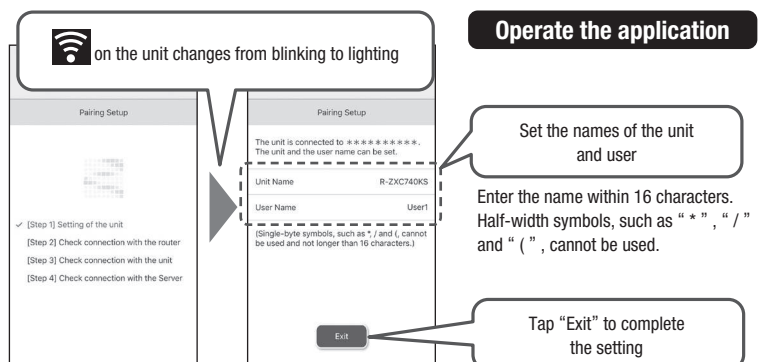 on the unit changes from blinking to lighting
Operate the application
Pairing Setup
✓ [Step 1] Setting of the unit
[Step 2] Check connection with the router
[Step 3] Check connection with the unit
[Step 4] Check connection with the Server
Pairing Setup
The unit is connected to **********.
The unit and the user name can be set.
Unit Name R-ZXC740KS
User Name User1
(Single-byte symbols, such as *, / and (, cannot
be used and not longer than 16 characters.)
Exit
Set the names of the unit
and user
Enter the name within 16 characters.
Half-width symbols, such as “ * ” , “ / ”
and “ ( ” , cannot be used.
Tap “Exit” to complete
the setting